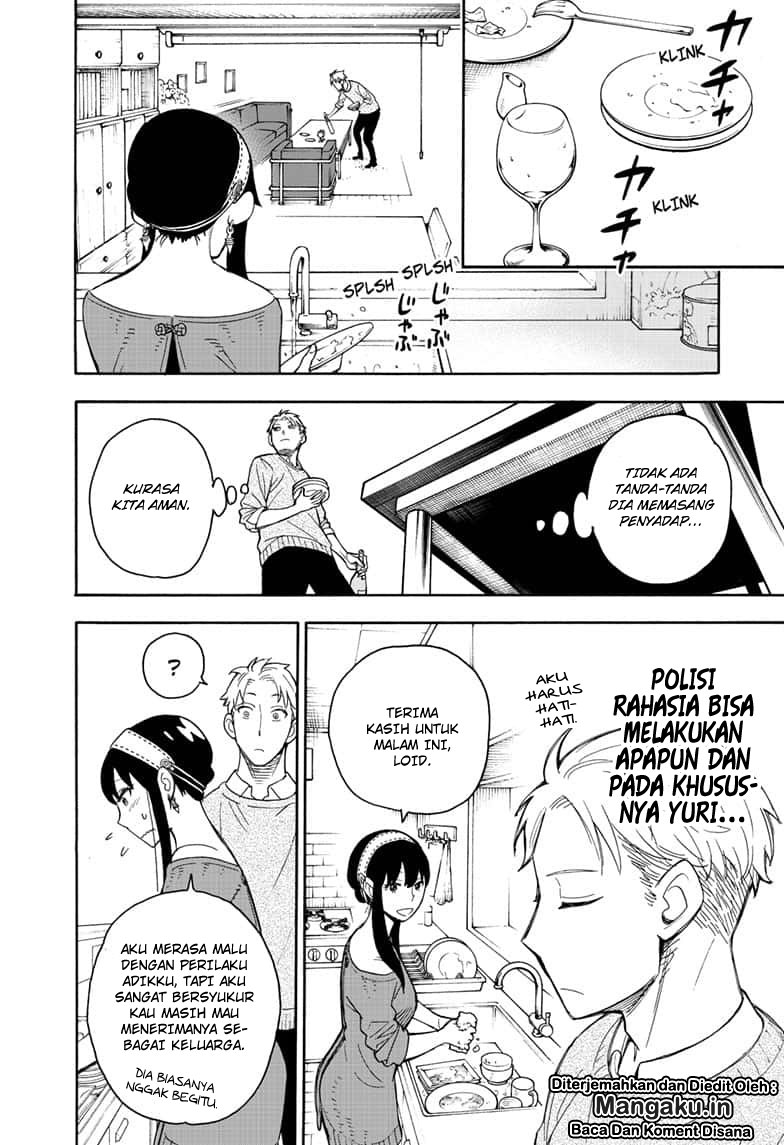 カチャ
KLINK
カチャ
KLINK
SPLSH
SPLSH
じゃぶ
じゃぶ
TIDAK ADA
TANDA-TANDA
DIA MEMASANG
PENYADAP...
KURASA
KITA AMAN.
POLISI
RAHASIA BISA
MELAKUKAN
APAPUN DAN
PADA KHUSUS-
NYA YURI...
AKU
HARUS
HATI-
HATI.
TERIMA
KASIH UNTUK
MALAM INI,
LOID.
?
AKU MERASA MALU
DENGAN PERILAKU
ADIKKU, TAPI AKU
SANGAT BERSYUKUR
KAU MASIH MAU
MENERIMANYA SE-
BAGAI KELUARGA.
DIA BIASANYA
NGGAK BEGITU.
Diterjemahkan dan Diedit Oleh :
Mangaku.in
Baca Dan Koment Disana